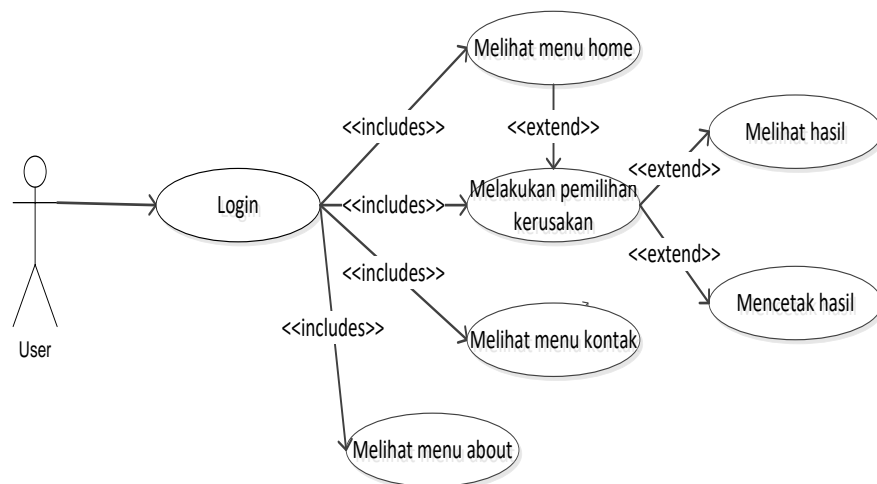 Melihat menu home
<<includes>>
<<extend>>
Melihat hasil
<<extend>>
Login
<<includes>>
Melakukan pemilihan
kerusakan
<<extend>>
<<includes>>
Mencetak hasil
<<includes>>
Melihat menu kontak
User
Melihat menu about